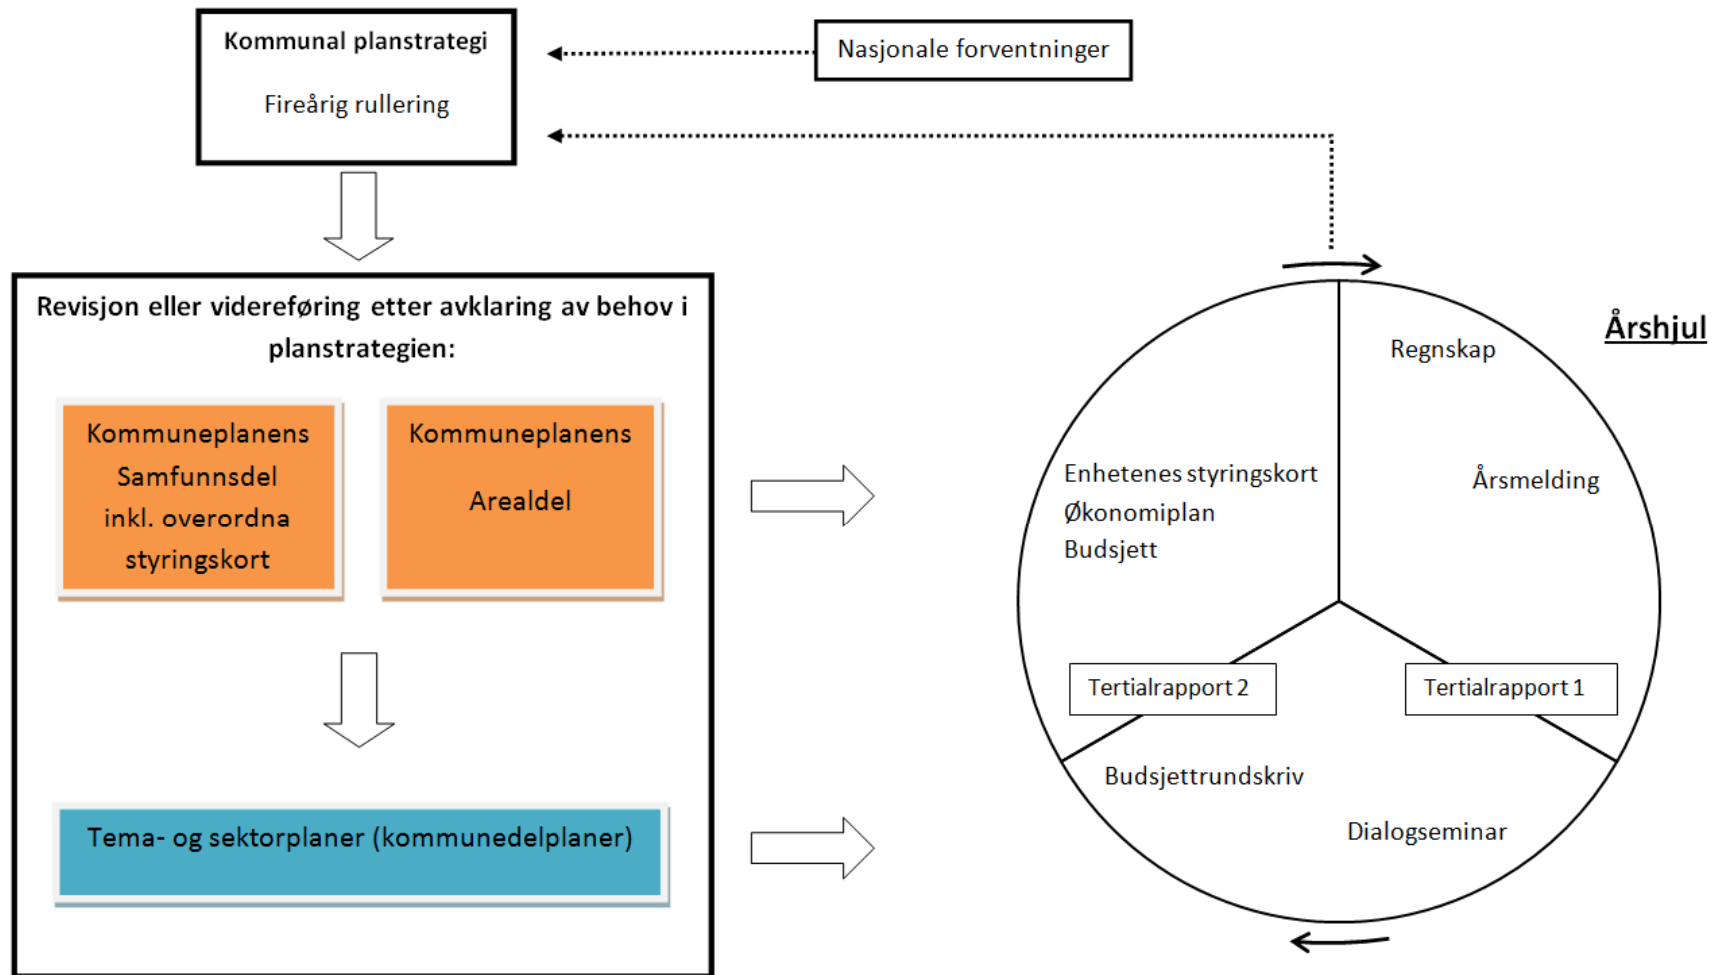 Kommunal planstrategi
Fireårig rullering
Nasjonale forventninger
Revisjon eller videreføring etter avklaring av behov i
planstrategien:
Kommuneplanens
Samfunnsdel
inkl. overordna
styringskort
Kommuneplanens
Arealdel
Tema- og sektorplaner (kommunedelplaner)
Årshjul
Regnskap
Årsmelding
Enhetenes styringskort
Økonomiplan
Budsjett
Tertialrapport 2
Tertialrapport 1
Budsjettrundskriv
Dialogseminar